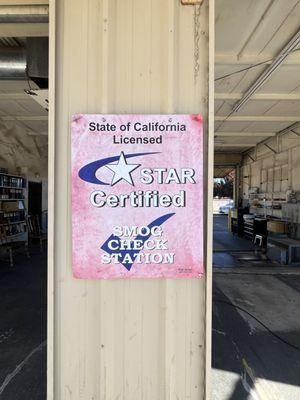 State of California
Licensed
STAR
Certified
SMOG
CHECK
STATION